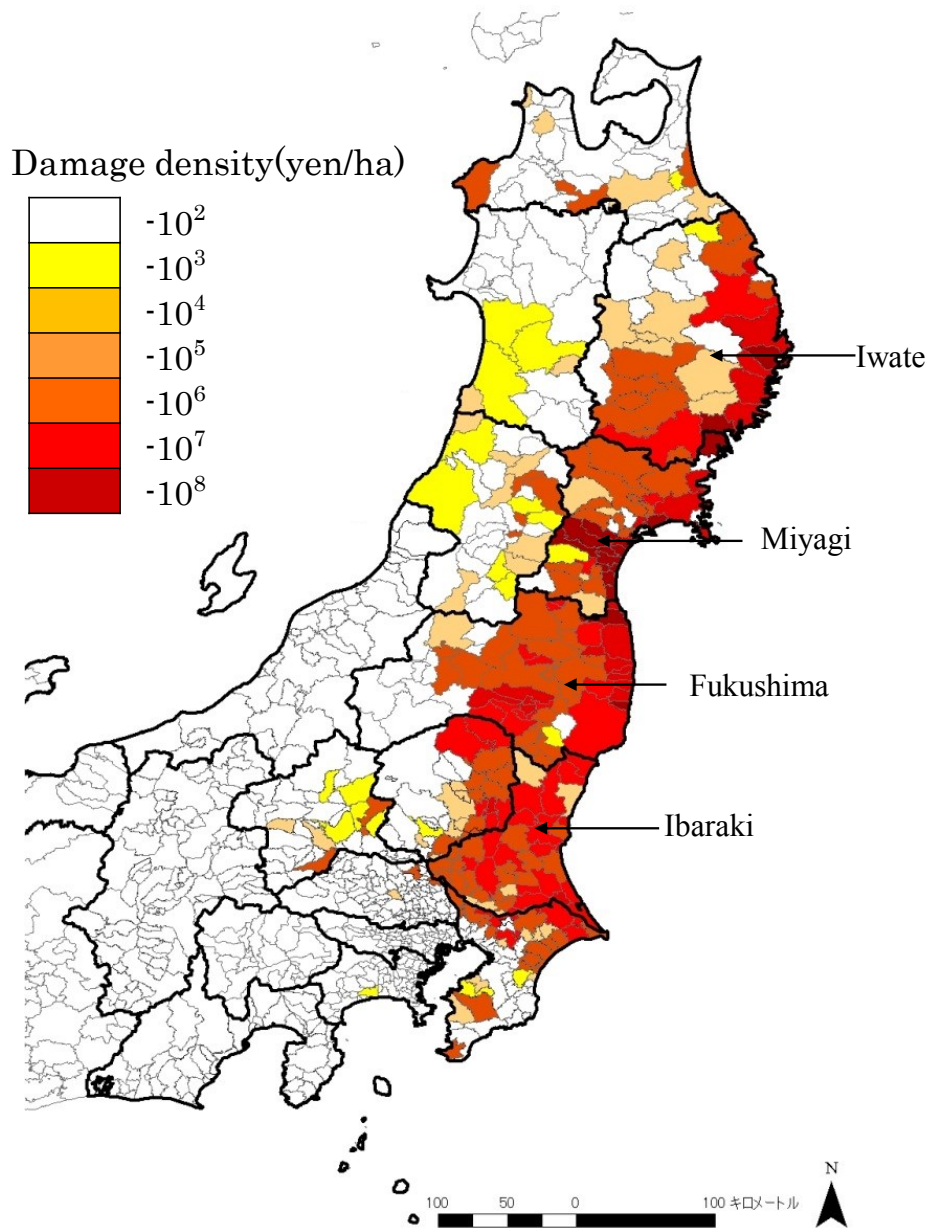 Damage density(yen/ha)
-10²
-10³
-10⁴
-10⁵
-10⁶
-10⁷
-10⁸
Iwate
Miyagi
Fukushima
Ibaraki
N
100 50 0 100 キロメートル